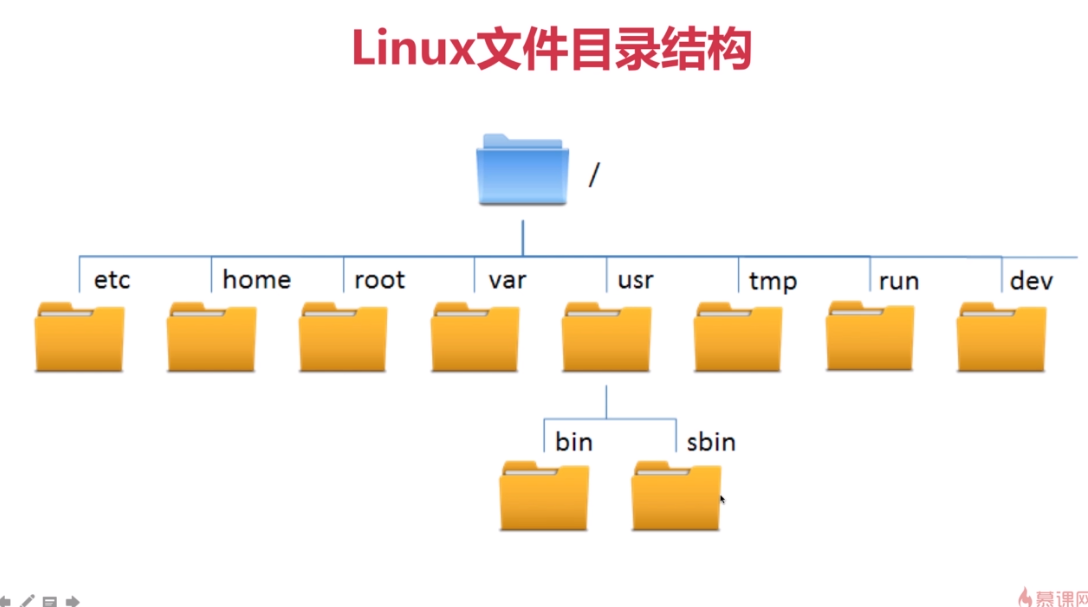 Linux文件目录结构
/
etc home root var usr tmp run dev
bin sbin
慕课网